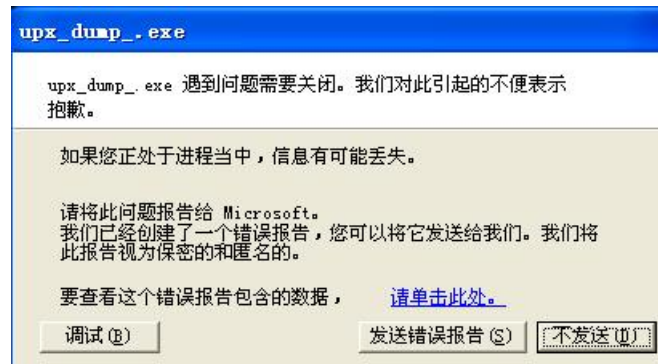 upx_dump_.exe
upx_dump_.exe 遇到问题需要关闭。我们对此引起的不便表示
抱歉。
如果您正处于进程当中，信息有可能丢失。
请将此问题报告给 Microsoft。
我们已经创建了一个错误报告，您可以将它发送给我们。我们将
此报告视为保密的和匿名的。
要查看这个错误报告包含的数据， 请单击此处。
调试(B) 发送错误报告(S) 不发送(D)